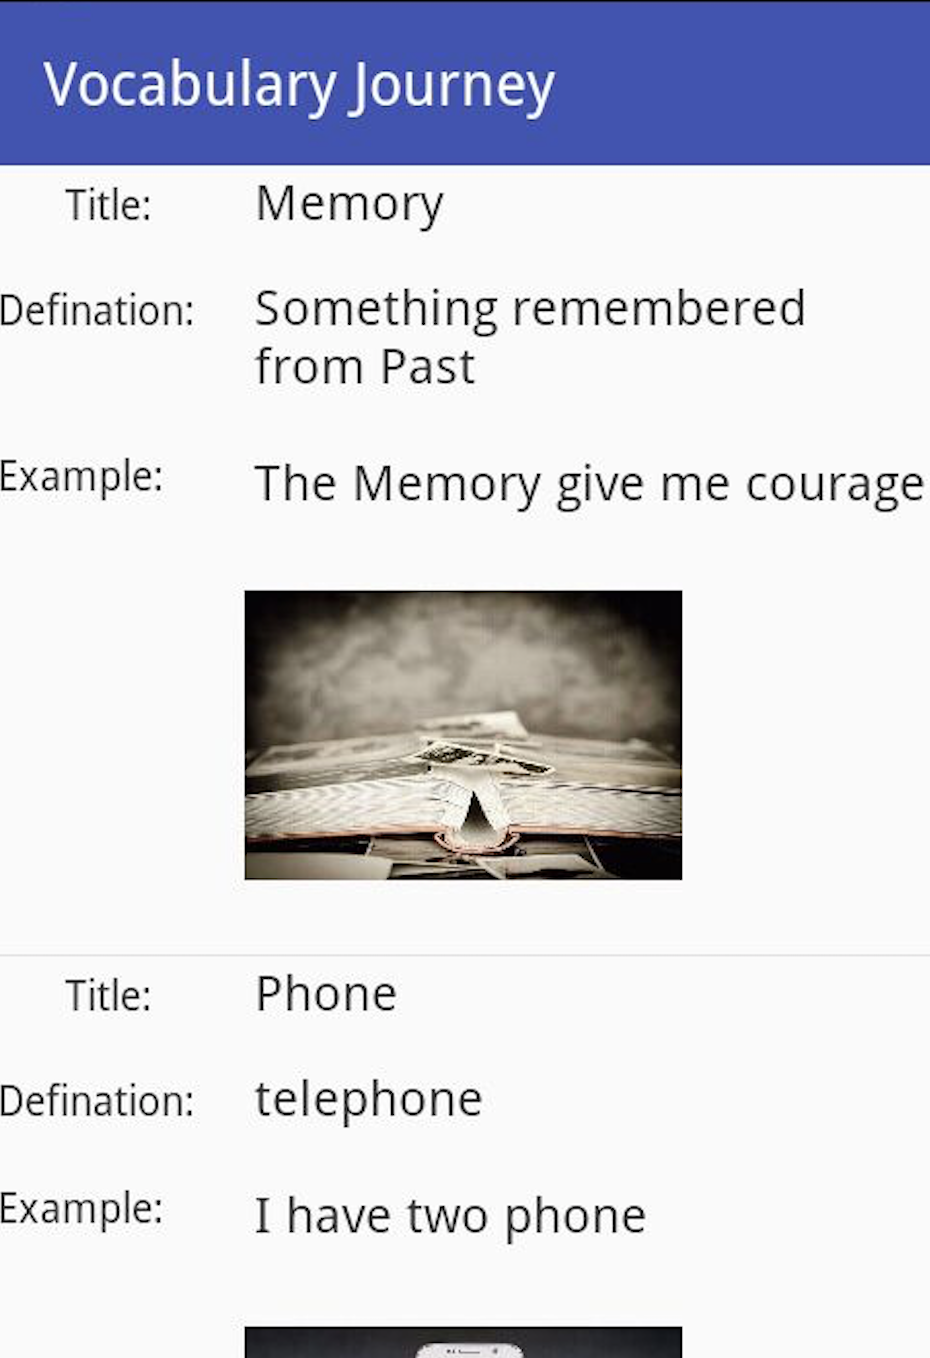 Vocabulary Journey
Title: Memory
Defination: Something remembered
from Past
Example: The Memory give me courage
Title: Phone
Defination: telephone
Example: I have two phone